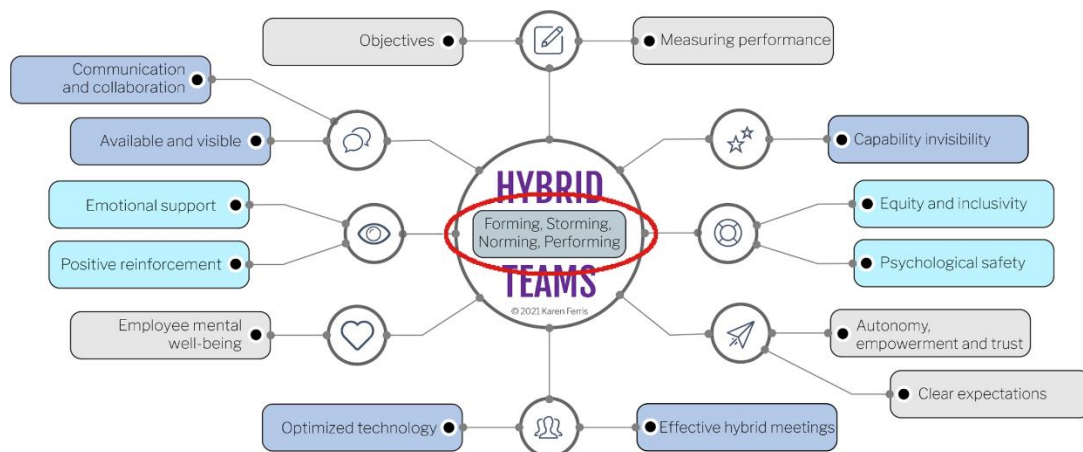 Objectives
Measuring performance
Communication
and collaboration
Available and visible
Capability invisibility
HYBRID
Forming, Storming,
Norming, Performing
TEAMS
© 2021 Karen Ferris
Emotional support
Positive reinforcement
Equity and inclusivity
Psychological safety
Employee mental
well-being
Autonomy,
empowerment and trust
Clear expectations
Optimized technology
Effective hybrid meetings